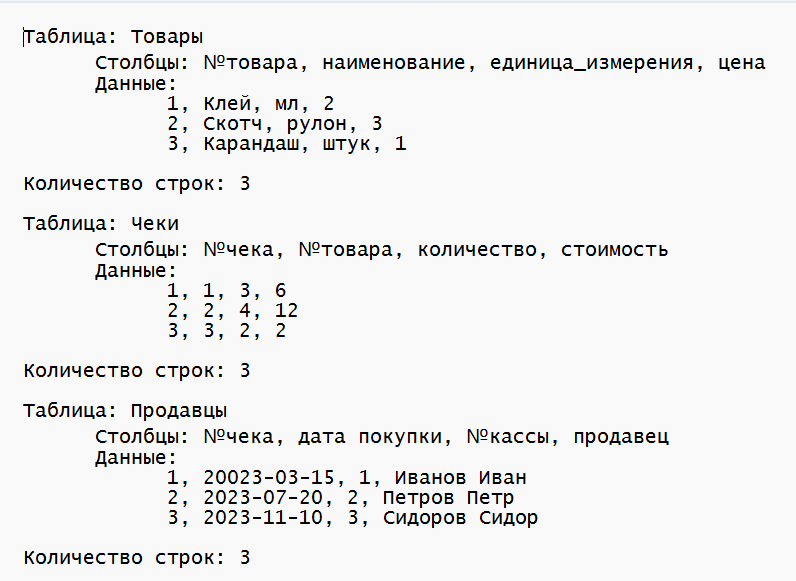 Таблица: Товары
Столбцы: №товара, наименование, единица_измерения, цена
Данные:
1, Клей, мл, 2
2, Скотч, рулон, 3
3, Карандаш, штук, 1
Количество строк: 3
Таблица: Чеки
Столбцы: №чека, №товара, количество, стоимость
Данные:
1, 1, 3, 6
2, 2, 4, 12
3, 3, 2, 2
Количество строк: 3
Таблица: Продавцы
Столбцы: №чека, дата покупки, №кассы, продавец
Данные:
1, 20023-03-15, 1, Иванов Иван
2, 2023-07-20, 2, Петров Петр
3, 2023-11-10, 3, Сидоров Сидор
Количество строк: 3